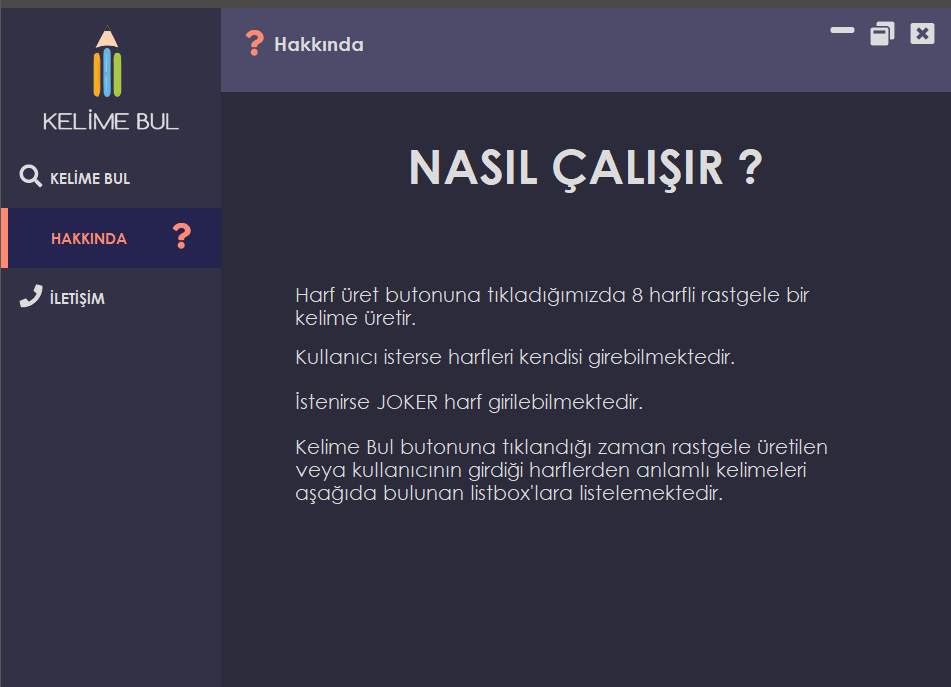 KELİME BUL
KELİME BUL
HAKKINDA
?
İLETİŞİM
? Hakkında
NASIL ÇALIŞIR ?
Harf üret butonuna tıkladığımızda 8 harfli rastgele bir
kelime üretir.
Kullanıcı isterse harfleri kendisi girebilmektedir.
İstenirse JOKER harf girilebilmektedir.
Kelime Bul butonuna tıklandığı zaman rastgele üretilen
veya kullanıcının girdiği harflerden anlamlı kelimeleri
aşağıda bulunan listbox'lara listelemektedir.